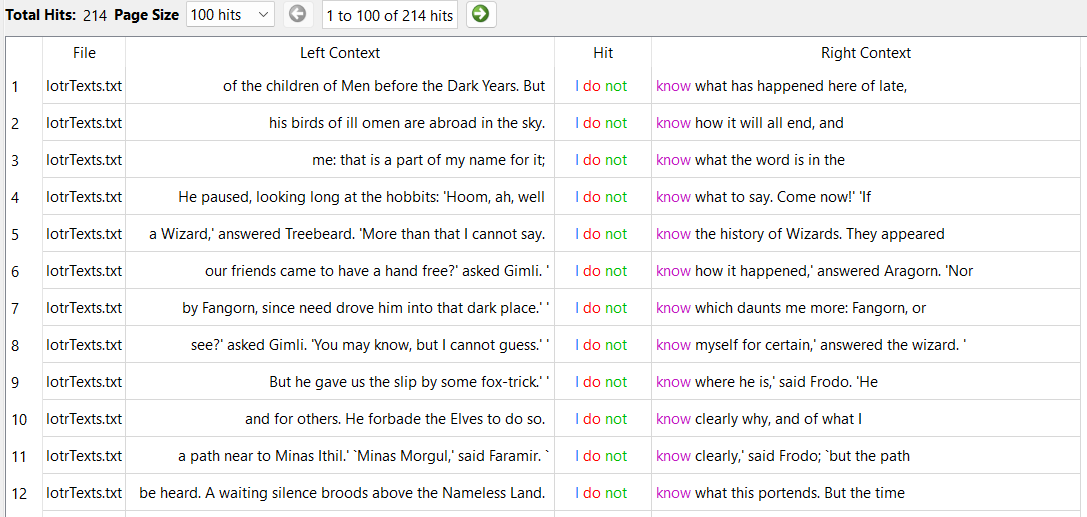 Total Hits: 214 Page Size 100 hits 1 to 100 of 214 hits
File Left Context Hit Right Context
1 lotrTexts.txt of the children of Men before the Dark Years. But I do not know what has happened here of late,
2 lotrTexts.txt his birds of ill omen are abroad in the sky. I do not know how it will all end, and
3 lotrTexts.txt me: that is a part of my name for it; I do not know what the word is in the
4 lotrTexts.txt He paused, looking long at the hobbits: 'Hoom, ah, well I do not know what to say. Come now!' 'If
5 lotrTexts.txt a Wizard,' answered Treebeard. 'More than that I cannot say. I do not know the history of Wizards. They appeared
6 lotrTexts.txt our friends came to have a hand free?' asked Gimli. ' I do not know how it happened,' answered Aragorn. 'Nor
7 lotrTexts.txt by Fangorn, since need drove him into that dark place.' ' I do not know which daunts me more: Fangorn, or
8 lotrTexts.txt see?' asked Gimli. 'You may know, but I cannot guess.' ' I do not know myself for certain,' answered the wizard. '
9 lotrTexts.txt But he gave us the slip by some fox-trick.' ' I do not know where he is,' said Frodo. 'He
10 lotrTexts.txt and for others. He forbade the Elves to do so. I do not know clearly why, and of what I
11 lotrTexts.txt a path near to Minas Ithil.' `Minas Morgul,' said Faramir. ` I do not know clearly,' said Frodo; `but the path
12 lotrTexts.txt be heard. A waiting silence broods above the Nameless Land. I do not know what this portends. But the time